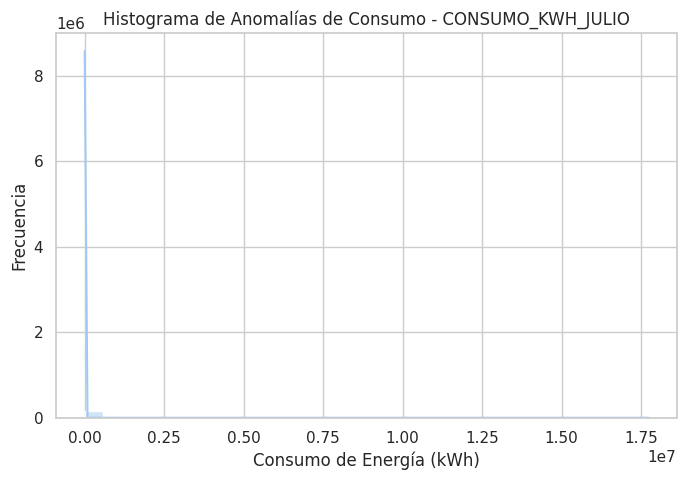 Histograma de Anomalías de Consumo - CONSUMO_KWH_JULIO
1e6
8
6
4
2
0
Frecuencia
0.00 0.25 0.50 0.75 1.00 1.25 1.50 1.75
1e7
Consumo de Energía (kWh)